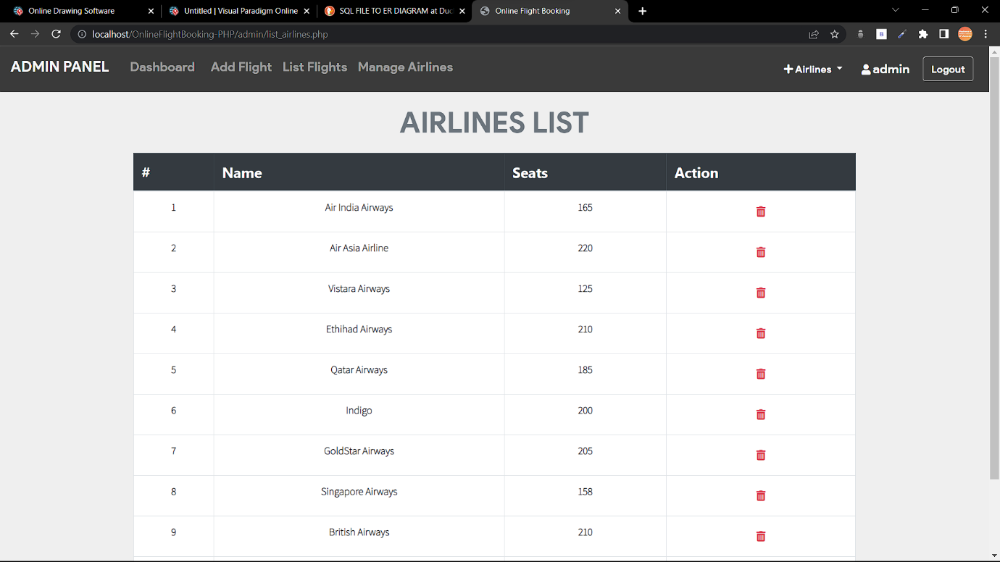 Online Drawing Software
Untitled | Visual Paradigm Online
SQL FILE TO ER DIAGRAM at Duc
Online Flight Booking
localhost/OnlineFlightBooking-PHP/admin/list_airlines.php
ADMIN PANEL Dashboard Add Flight List Flights Manage Airlines Airlines admin Logout
AIRLINES LIST
# Name Seats Action
1 Air India Airways 165
2 Air Asia Airline 220
3 Vistara Airways 125
4 Ethihad Airways 210
5 Qatar Airways 185
6 Indigo 200
7 GoldStar Airways 205
8 Singapore Airways 158
9 British Airways 210